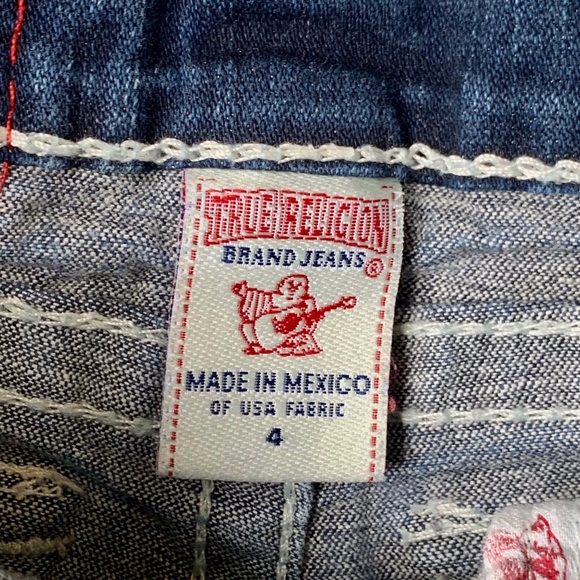 TRUE RELIGION
BRAND JEANS®
MADE IN MEXICO
OF USA FABRIC
4